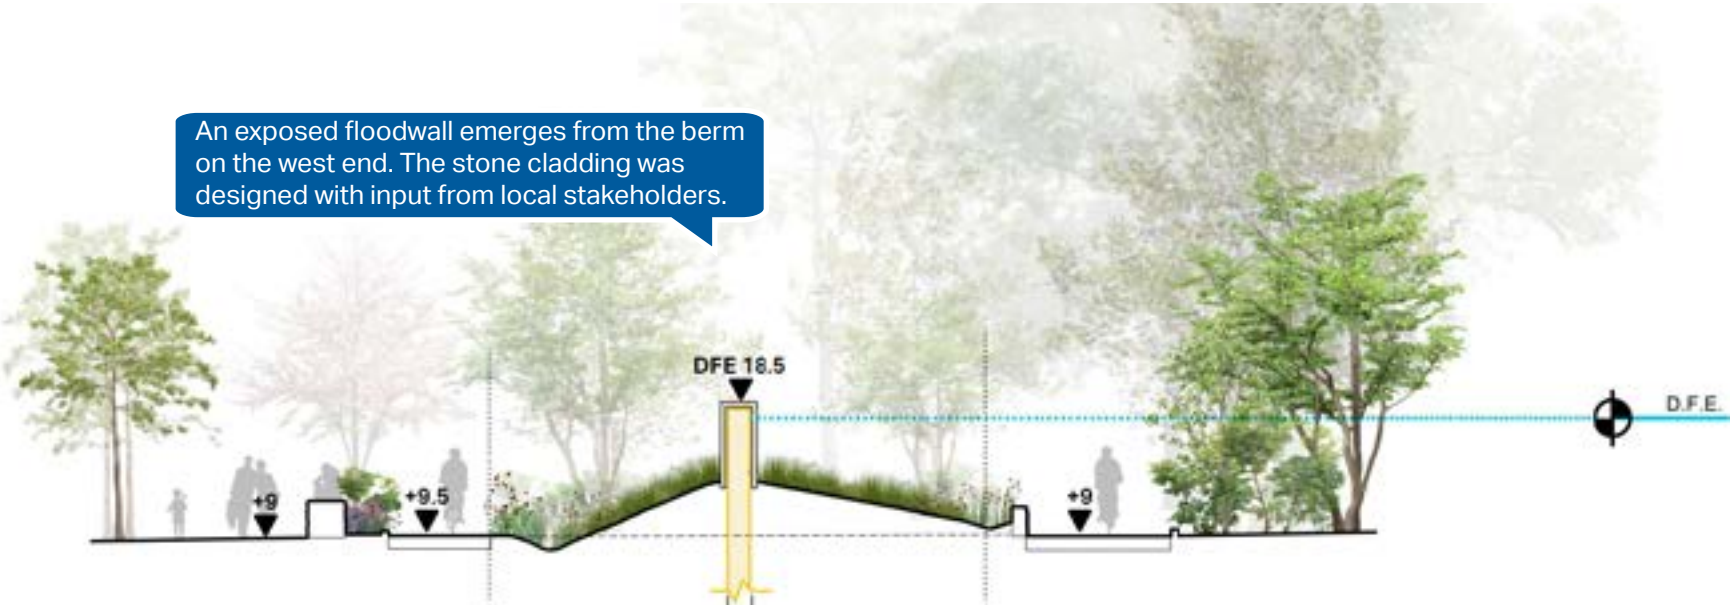 An exposed floodwall emerges from the berm
on the west end. The stone cladding was
designed with input from local stakeholders.
DFE 18.5
D.F.E.
+9
+9.5
+9